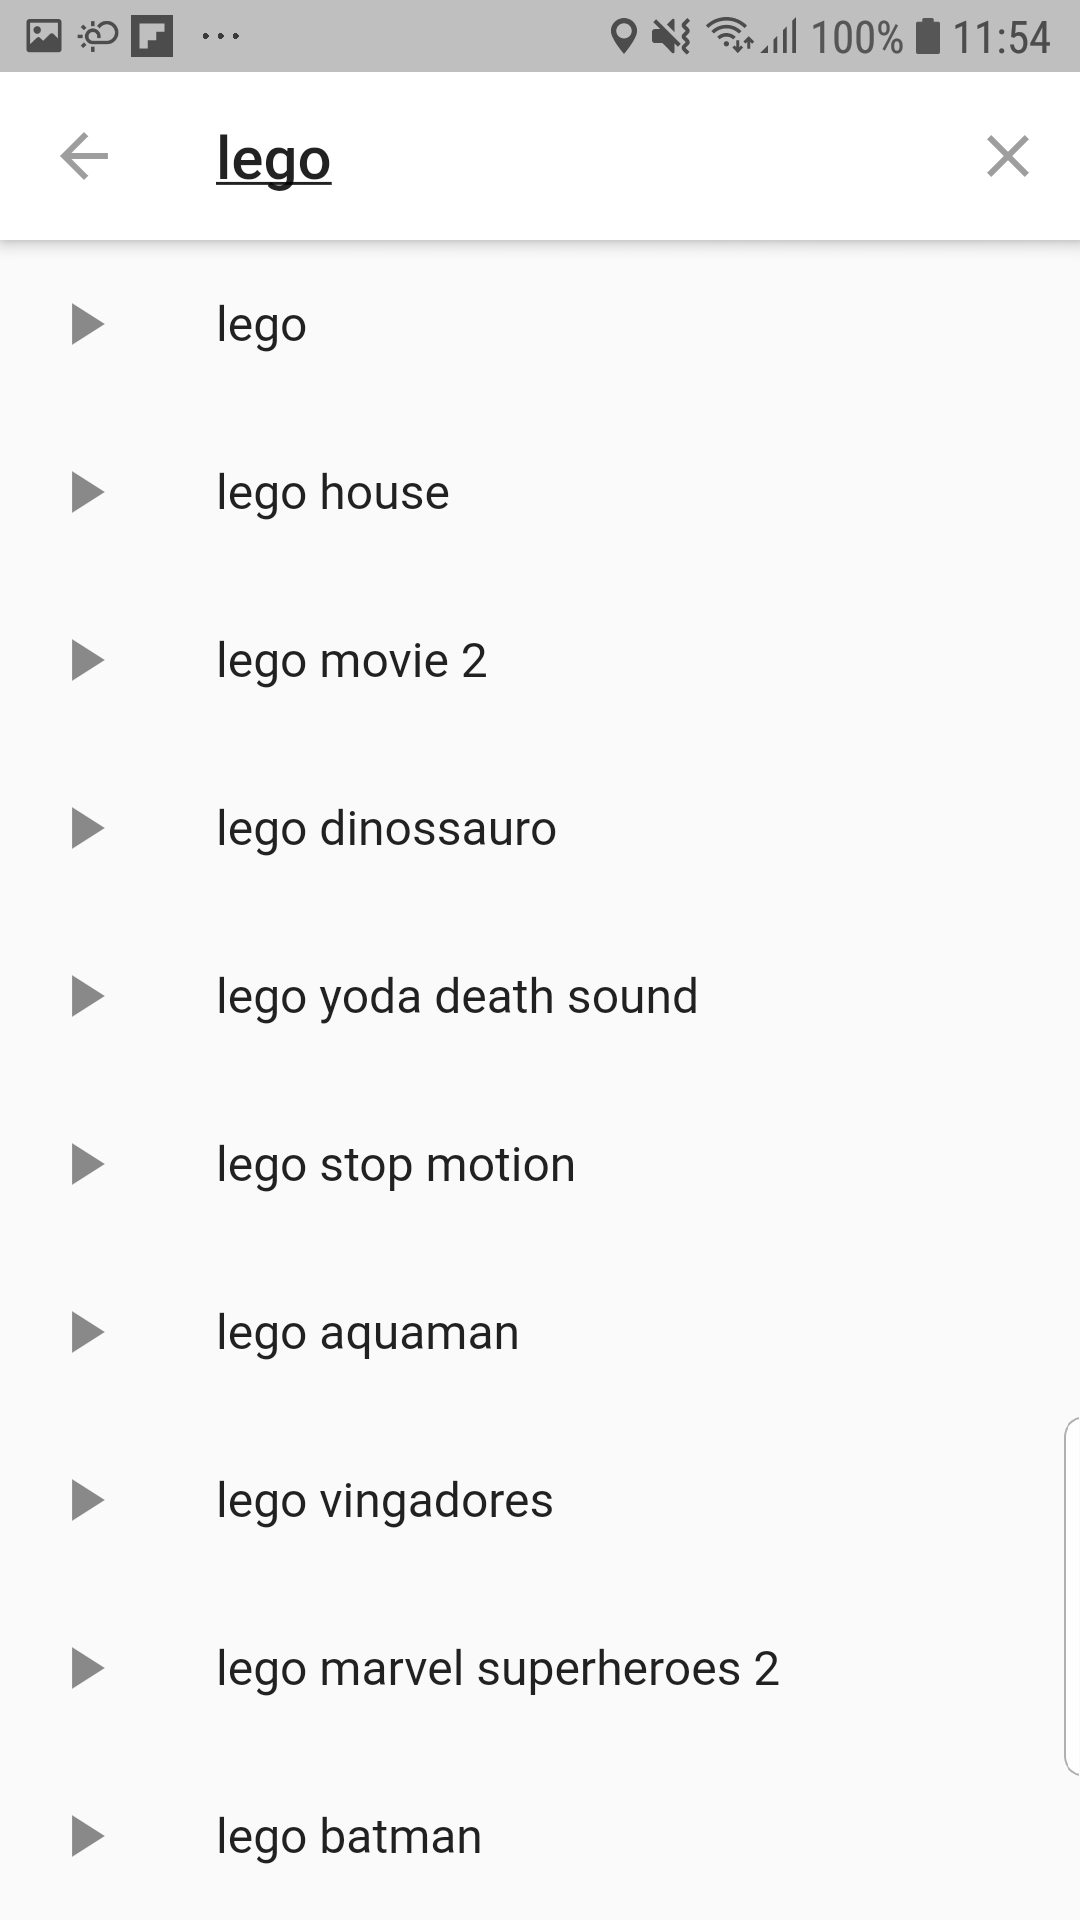 100% 11:54
lego
lego
lego house
lego movie 2
lego dinossauro
lego yoda death sound
lego stop motion
lego aquaman
lego vingadores
lego marvel superheroes 2
lego batman